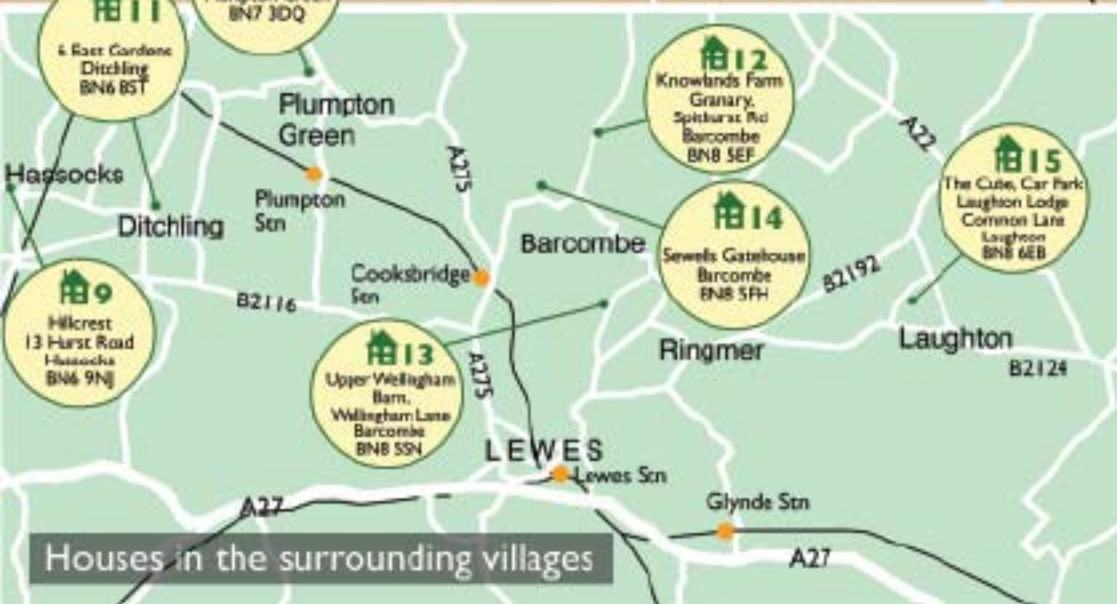 11
6 East Gardens
Ditchling
BN6 8ST
BN7 3DQ
12
Knowlands Farm
Granary,
Spithurst Rd
Barcombe
BN8 5EF
Plumpton
Green
A22
A275
15
The Cute, Car Park
Laughton Lodge
Common Lane
Laughton
BN8 6EB
Hassocks
Plumpton
Stn
Ditchling
14
Sewells Gatehouse
Barcombe
BN8 5FH
Barcombe
Cooksbridge
Stn
B2192
9
Hillcrest
13 Hurst Road
Hassocks
BN6 9NJ
B2116
13
Upper Wellingham
Barn,
Wellingham Lane
Barcombe
BN8 5SN
A275
Ringmer
Laughton
B2124
LEWES
Lewes Stn
A27
Glynde Stn
A27
Houses in the surrounding villages